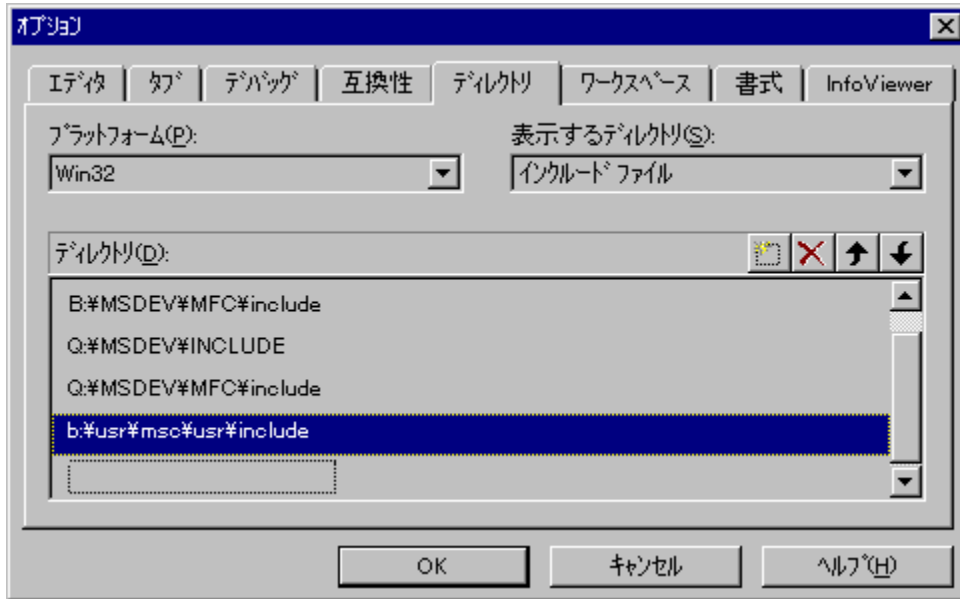 オプション
エディタ タブ デバッグ 互換性 ディレクトリ ワークスペース 書式 InfoViewer
プラットフォーム(P): 表示するディレクトリ(S):
Win32 インクルード ファイル
ディレクトリ(D):
B:¥MSDEV¥MFC¥include
Q:¥MSDEV¥INCLUDE
Q:¥MSDEV¥MFC¥include
b:¥usr¥msc¥usr¥include
OK キャンセル ヘルプ(H)